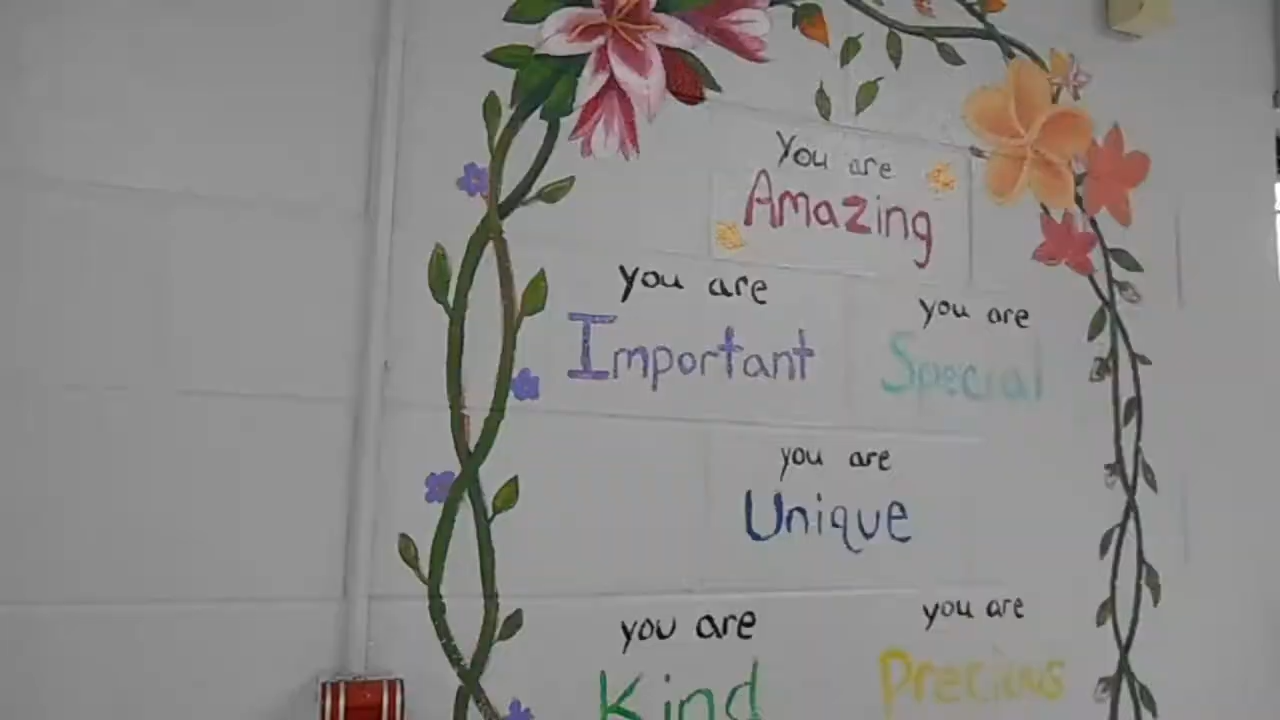 You are
Amazing
you are
Important
you are
Special
you are
Unique
you are
Kind
you are
Precious